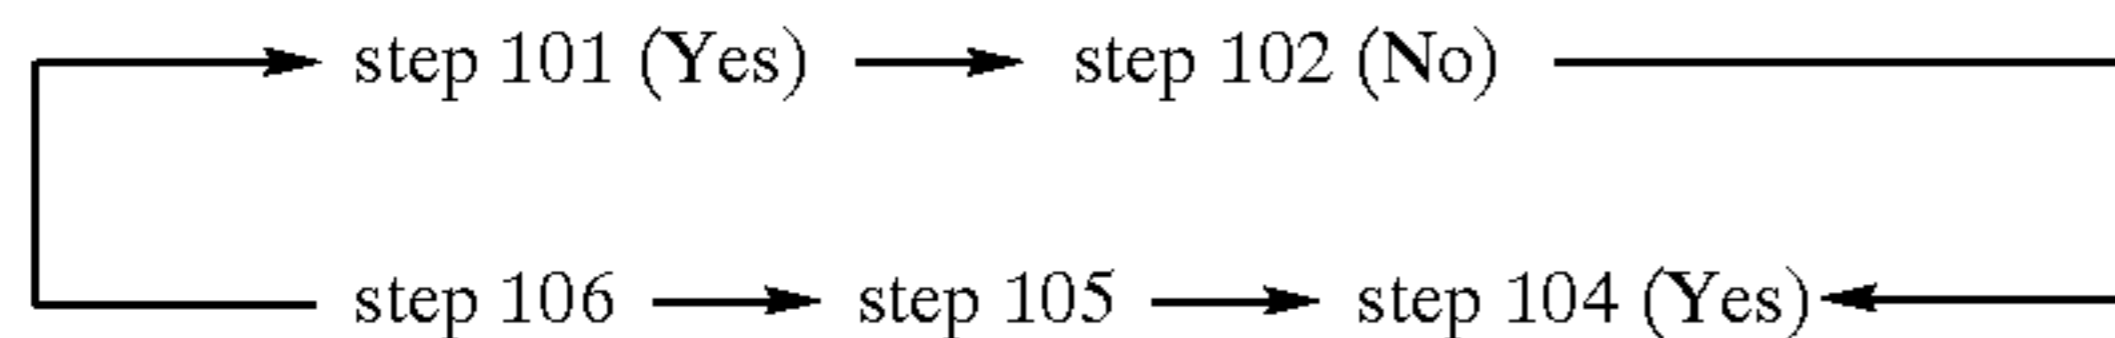 step 101 (Yes) step 102 (No)
step 106 step 105 step 104 (Yes)